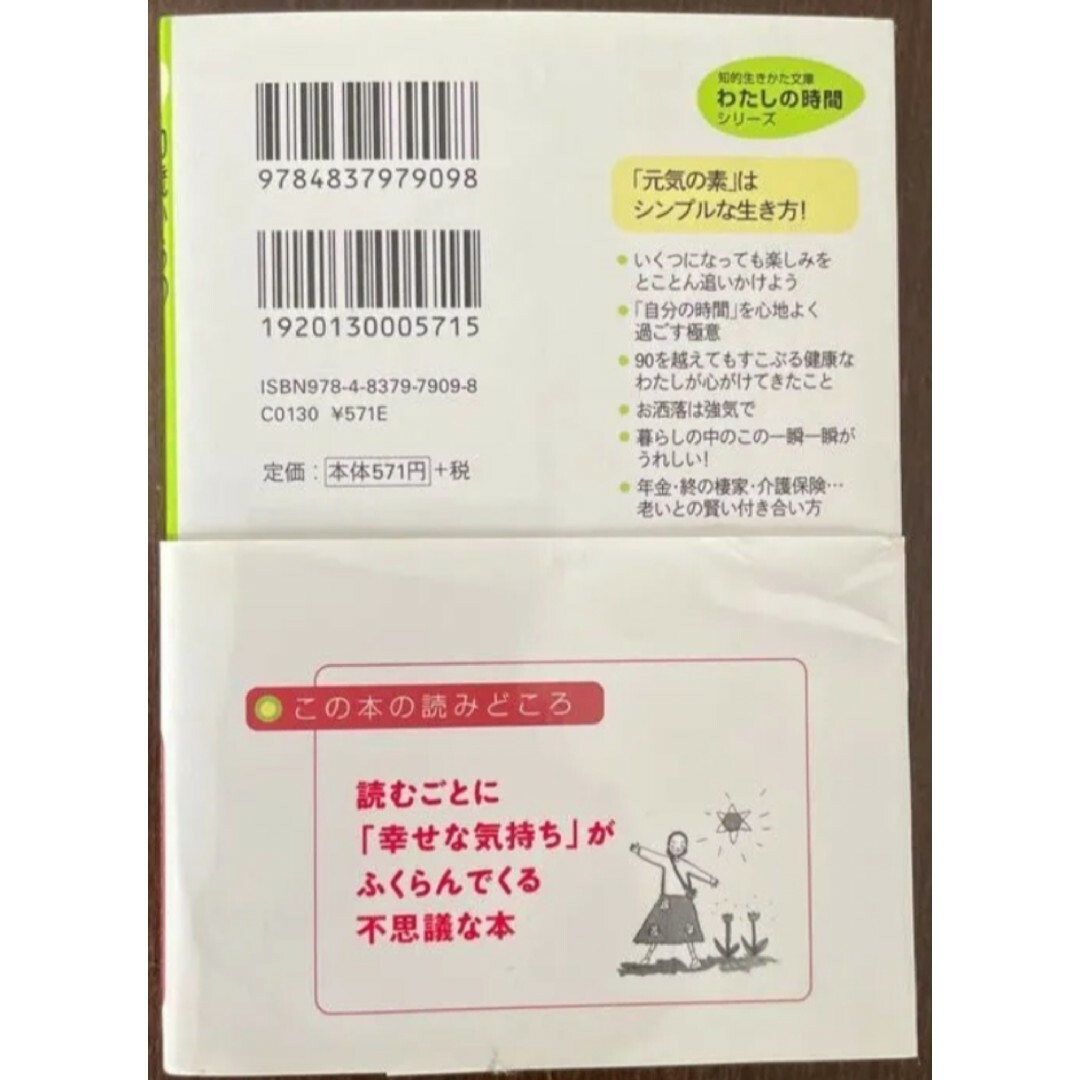 9784837979098
1920130005715
ISBN978-4-8379-7909-8
C0130 ¥571E
定価：本体571円+税
知的生きかた文庫
わたしの時間
シリーズ
「元気の素」は
シンプルな生き方！
いくつになっても楽しみを
とことん追いかけよう
「自分の時間」を心地よく
過ごす極意
90を越えてもすこぶる健康な
わたしが心がけてきたこと
お洒落は強気で
暮らしの中のこの一瞬一瞬が
うれしい！
年金・終の棲家・介護保険…
老いとの賢い付き合い方
この本の読みどころ
読むごとに
「幸せな気持ち」が
ふくらんでくる
不思議な本